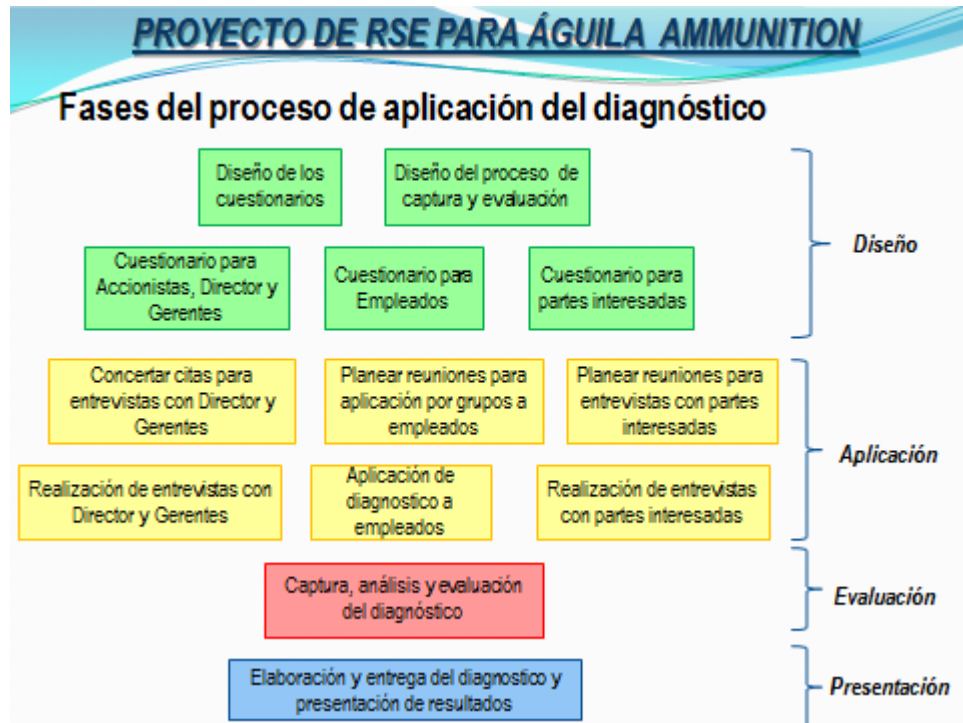 PROYECTO DE RSE PARA ÁGUILA AMMUNITION
Fases del proceso de aplicación del diagnóstico
Diseño de los
cuestionarios
Diseño del proceso de
captura y evaluación
Cuestionario para
Accionistas, Director y
Gerentes
Cuestionario para
Empleados
Cuestionario para
partes interesadas
Diseño
Concertar citas para
entrevistas con Director y
Gerentes
Planear reuniones para
aplicación por grupos a
empleados
Planear reuniones para
entrevistas con partes
interesadas
Realización de entrevistas con
Director y Gerentes
Aplicación de
diagnostico a
empleados
Realización de entrevistas
con partes interesadas
Aplicación
Captura, análisis y evaluación
del diagnóstico
Evaluación
Elaboración y entrega del diagnostico y
presentación de resultados
Presentación